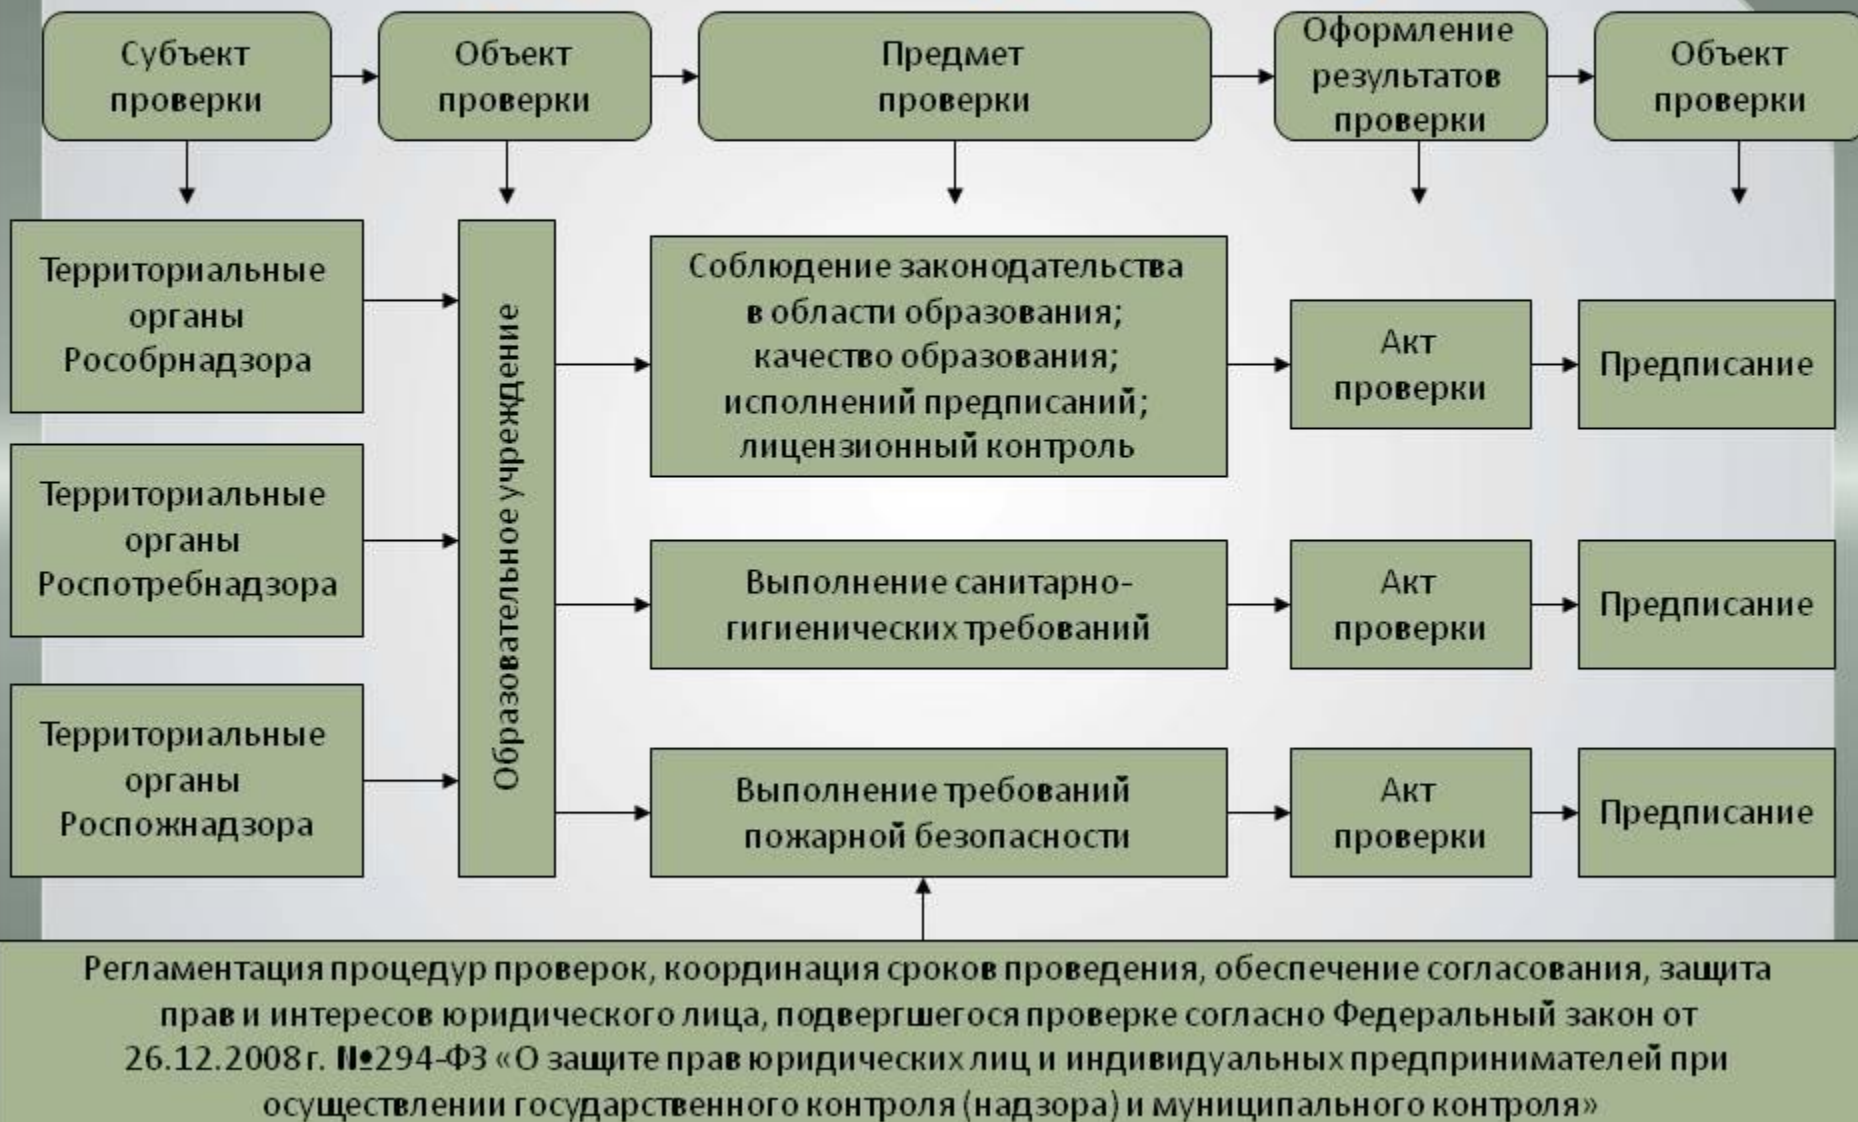 Субъект
проверки
Объект
проверки
Предмет
проверки
Оформление
результатов
проверки
Объект
проверки
Территориальные
органы
Рособрнадзора
Территориальные
органы
Роспотребнадзора
Территориальные
органы
Роспожнадзора
Образовательное учреждение
Соблюдение законодательства
в области образования;
качество образования;
исполнений предписаний;
лицензионный контроль
Акт
проверки
Предписание
Выполнение санитарно-
гигиенических требований
Акт
проверки
Предписание
Выполнение требований
пожарной безопасности
Акт
проверки
Предписание
Регламентация процедур проверок, координация сроков проведения, обеспечение согласования, защита
прав и интересов юридического лица, подвергшегося проверке согласно Федеральный закон от
26.12.2008 г. №294-ФЗ «О защите прав юридических лиц и индивидуальных предпринимателей при
осуществлении государственного контроля (надзора) и муниципального контроля»